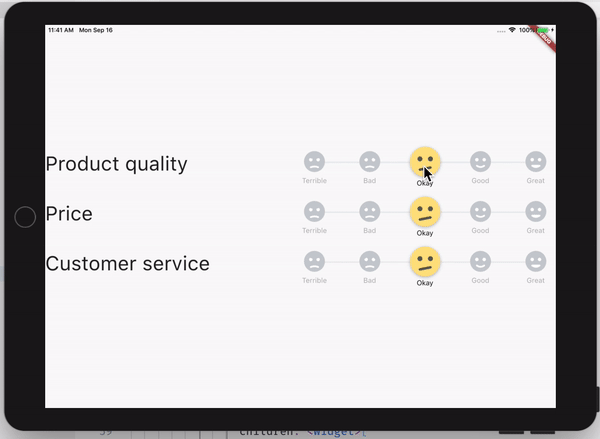 11:41 AM Mon Sep 16
100%
Product quality
Terrible Bad Okay Good Great
Price
Terrible Bad Okay Good Great
Customer service
Terrible Bad Okay Good Great
39
children: <Widget>[